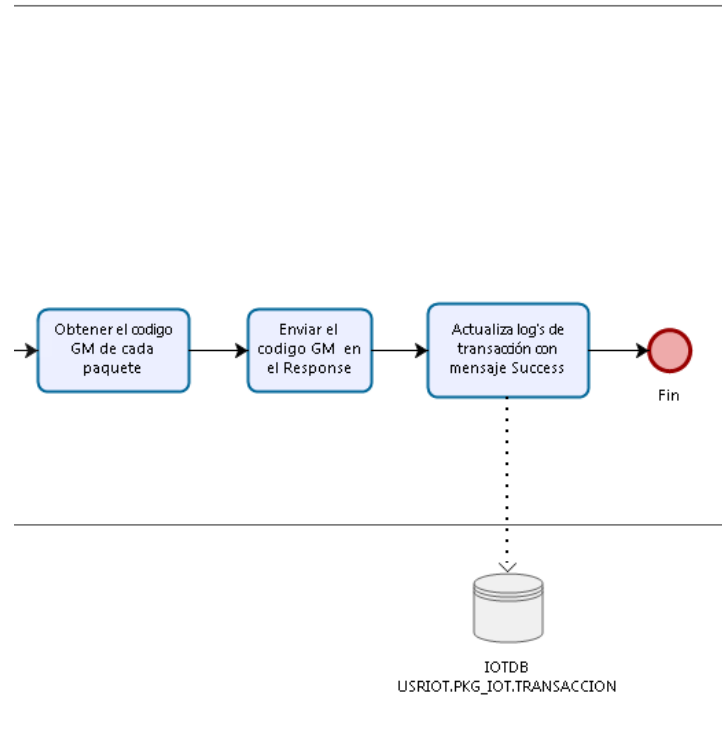 Obtener el codigo
GM de cada
paquete
Enviar el
codigo GM en
el Response
Actualiza log's de
transacción con
mensaje Success
Fin
IOTDB
USRIOT.PKG_IOT.TRANSACCION